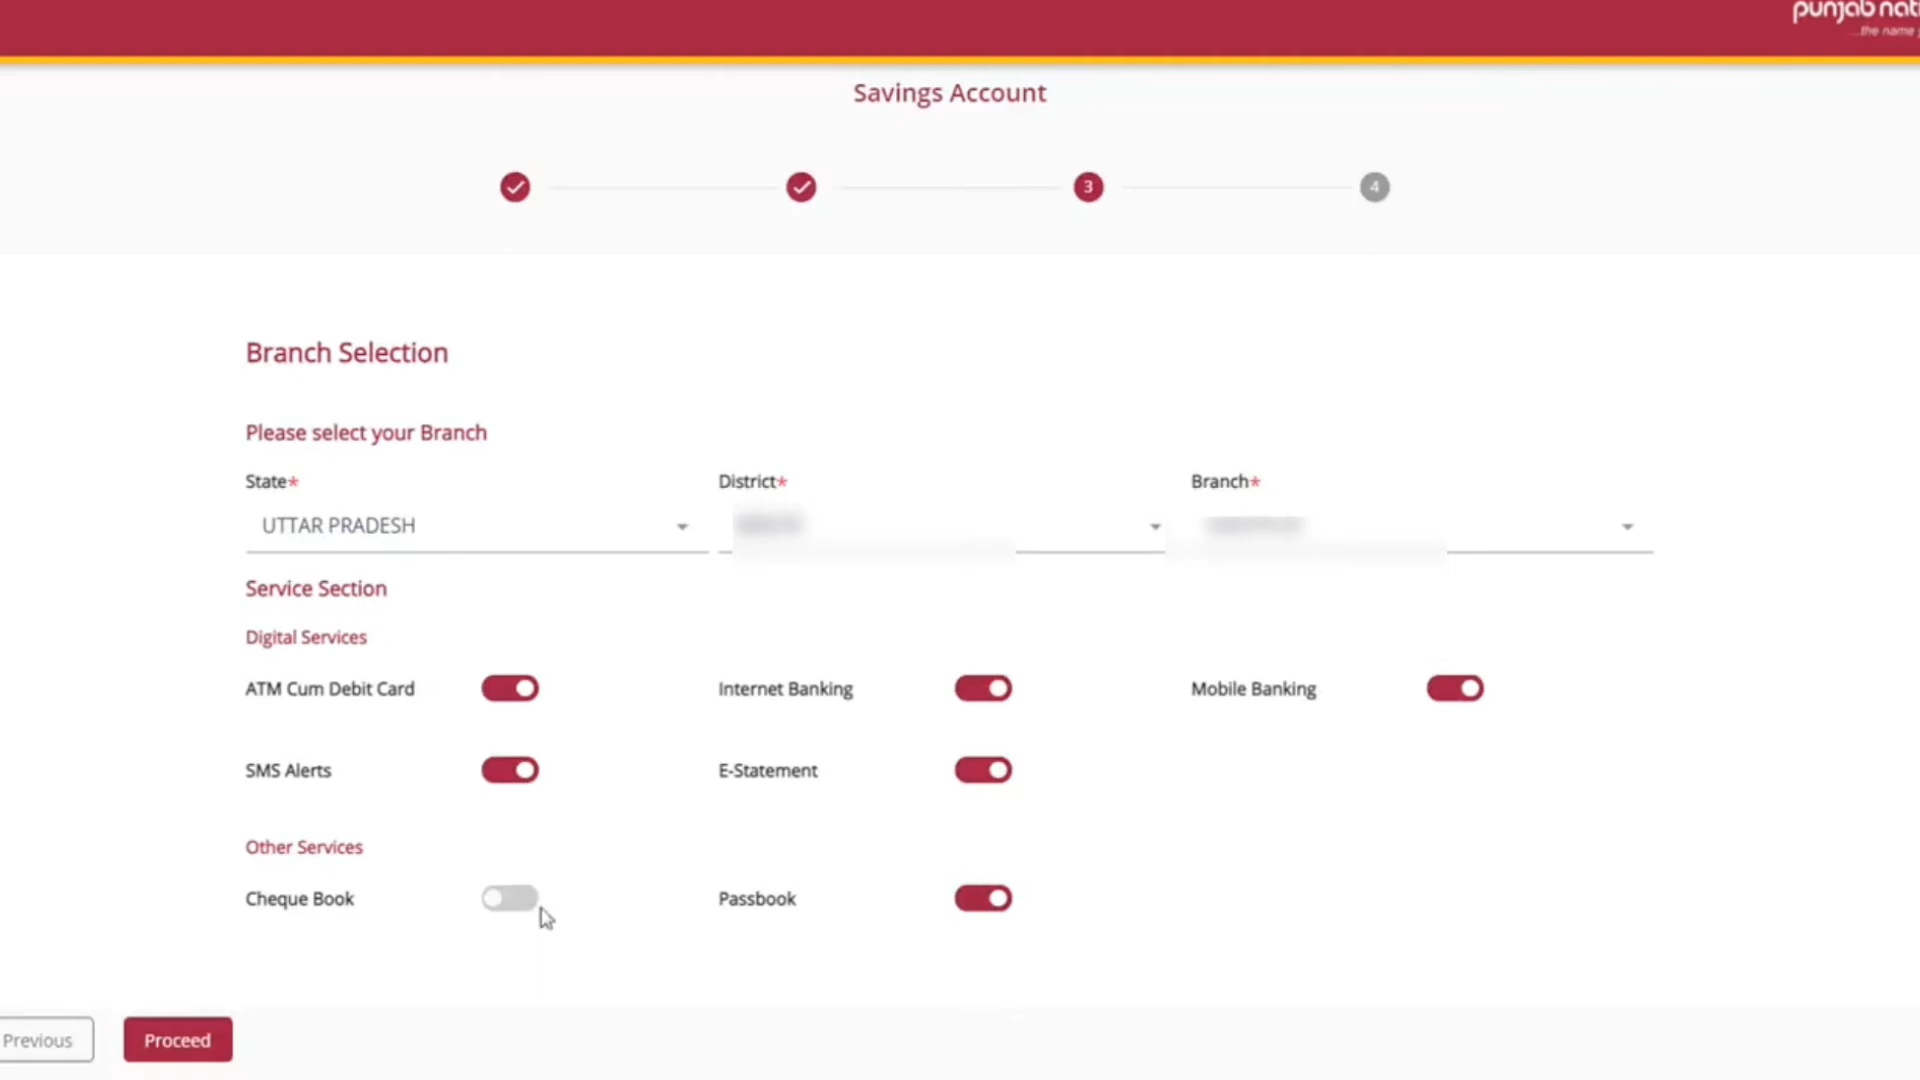 punjab
...the name
Savings Account
3 4
Branch Selection
Please select your Branch
State* District* Branch*
UTTAR PRADESH
Service Section
Digital Services
ATM Cum Debit Card Internet Banking Mobile Banking
SMS Alerts E-Statement
Other Services
Cheque Book Passbook
Previous Proceed